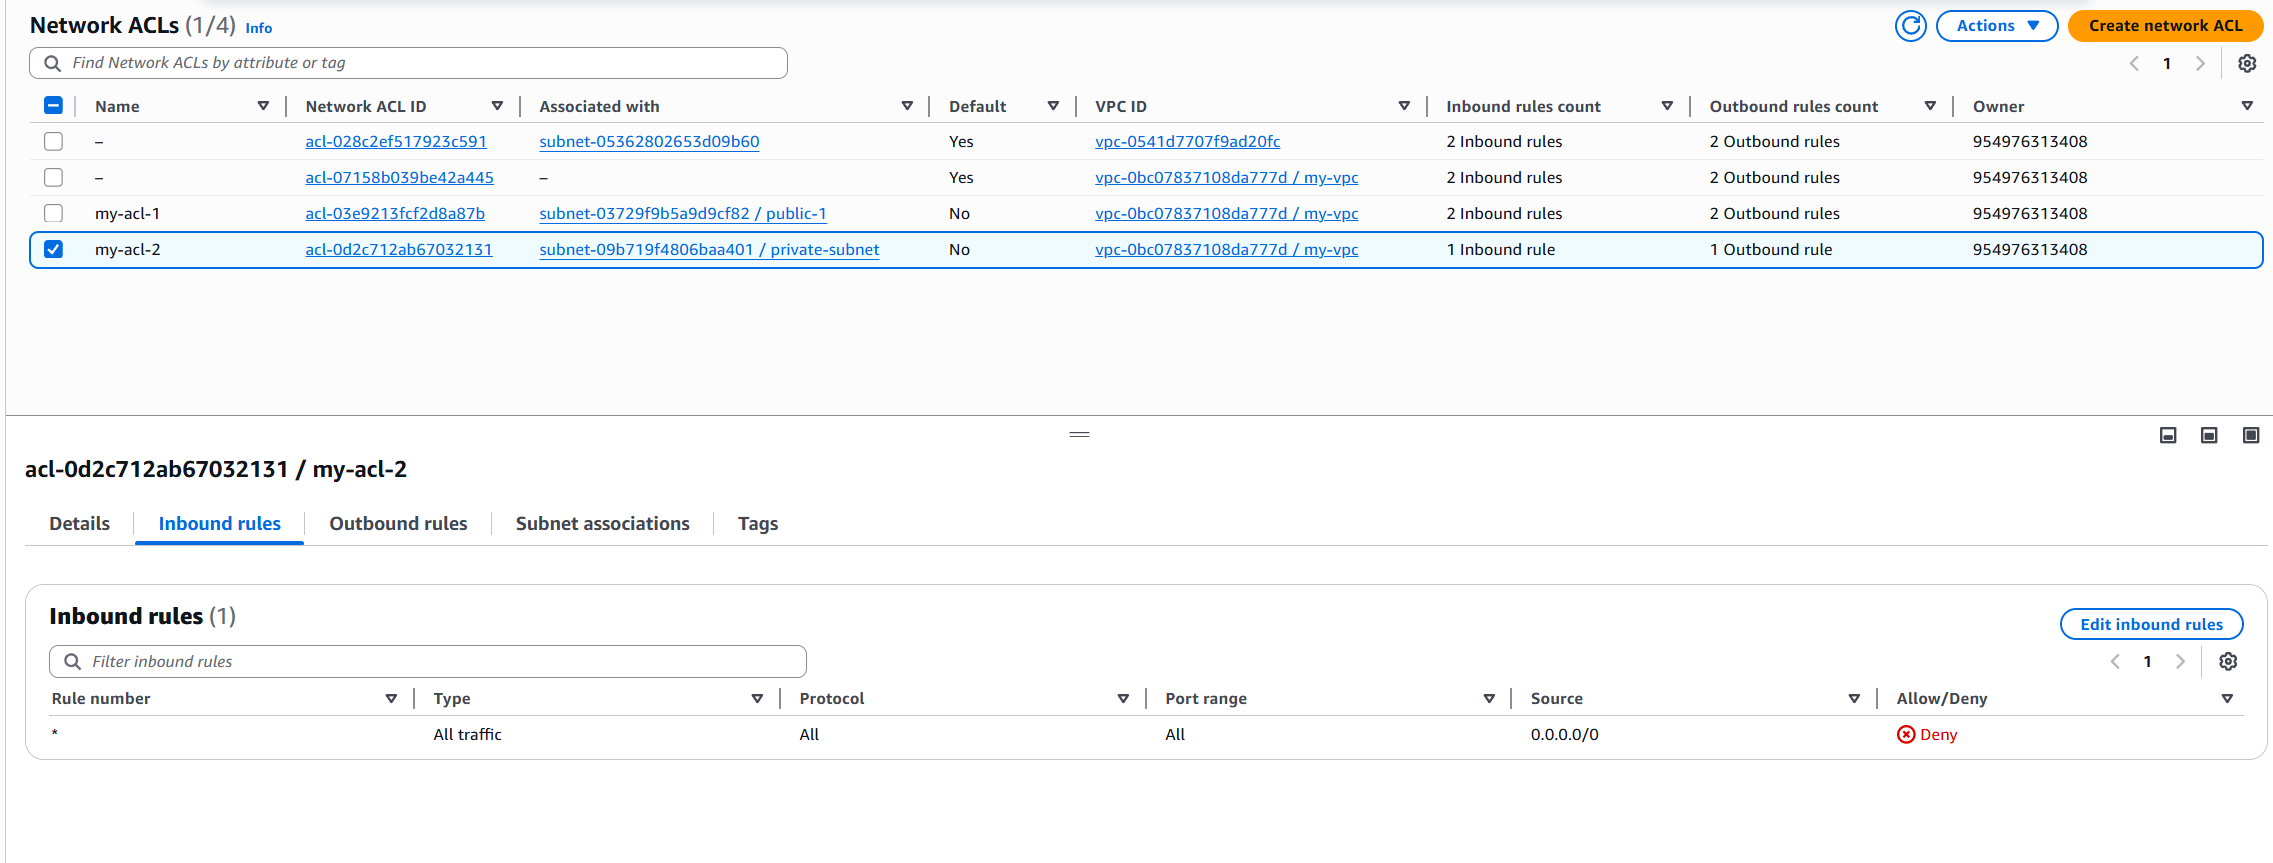 Network ACLs (1/4) Info
Actions
Create network ACL
Find Network ACLs by attribute or tag
1
Name Network ACL ID Associated with Default VPC ID Inbound rules count Outbound rules count Owner
– acl-028c2ef517923c591 subnet-05362802653d09b60 Yes vpc-0541d7707f9ad20fc 2 Inbound rules 2 Outbound rules 954976313408
– acl-07158b039be42a445 – Yes vpc-0bc07837108da777d / my-vpc 2 Inbound rules 2 Outbound rules 954976313408
my-acl-1 acl-03e9213fcf2d8a87b subnet-03729f9b5a9d9cf82 / public-1 No vpc-0bc07837108da777d / my-vpc 2 Inbound rules 2 Outbound rules 954976313408
my-acl-2 acl-0d2c712ab67032131 subnet-09b719f4806baa401 / private-subnet No vpc-0bc07837108da777d / my-vpc 1 Inbound rule 1 Outbound rule 954976313408
acl-0d2c712ab67032131 / my-acl-2
Details Inbound rules Outbound rules Subnet associations Tags
Inbound rules (1)
Edit inbound rules
Filter inbound rules
1
Rule number Type Protocol Port range Source Allow/Deny
* All traffic All All 0.0.0.0/0 Deny